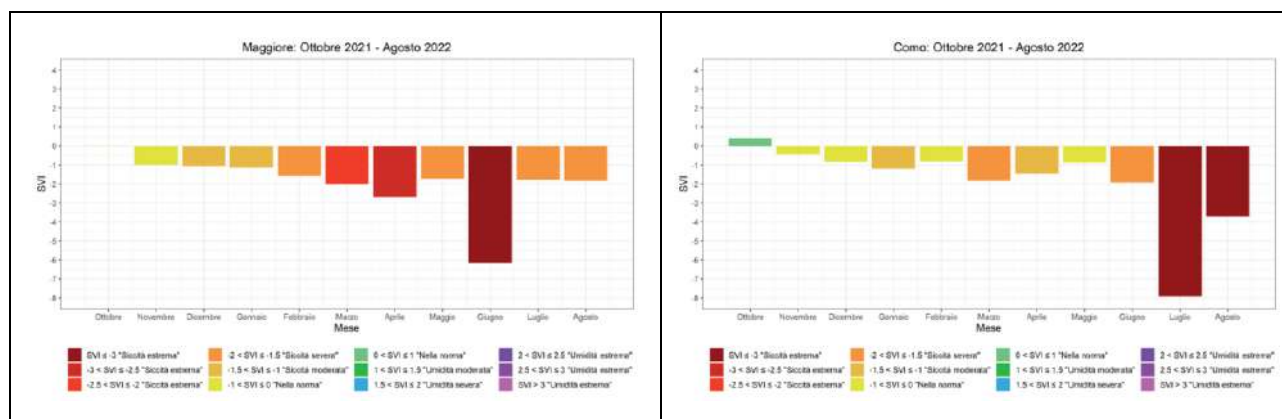 Maggiore: Ottobre 2021 - Agosto 2022
4
3
2
1
0
-1
-2
-3
-4
-5
-6
-7
-8
SVI
Ottobre Novembre Dicembre Gennaio Febbraio Marzo Aprile Maggio Giugno Luglio Agosto
Mese
SVI ≤ -3 "Siccità estrema" -2 < SVI ≤ -1.5 "Siccità severa" 0 < SVI ≤ 1 "Nella norma" 2 < SVI ≤ 2.5 "Umidità estrema"
-3 < SVI ≤ -2.5 "Siccità estrema" -1.5 < SVI ≤ -1 "Siccità moderata" 1 < SVI ≤ 1.5 "Umidità moderata" 2.5 < SVI ≤ 3 "Umidità estrema"
-2.5 < SVI ≤ -2 "Siccità estrema" -1 < SVI ≤ 0 "Nella norma" 1.5 < SVI ≤ 2 "Umidità severa" SVI > 3 "Umidità estrema"
Como: Ottobre 2021 - Agosto 2022
4
3
2
1
0
-1
-2
-3
-4
-5
-6
-7
-8
SVI
Ottobre Novembre Dicembre Gennaio Febbraio Marzo Aprile Maggio Giugno Luglio Agosto
Mese
SVI ≤ -3 "Siccità estrema" -2 < SVI ≤ -1.5 "Siccità severa" 0 < SVI ≤ 1 "Nella norma" 2 < SVI ≤ 2.5 "Umidità estrema"
-3 < SVI ≤ -2.5 "Siccità estrema" -1.5 < SVI ≤ -1 "Siccità moderata" 1 < SVI ≤ 1.5 "Umidità moderata" 2.5 < SVI ≤ 3 "Umidità estrema"
-2.5 < SVI ≤ -2 "Siccità estrema" -1 < SVI ≤ 0 "Nella norma" 1.5 < SVI ≤ 2 "Umidità severa" SVI > 3 "Umidità estrema"